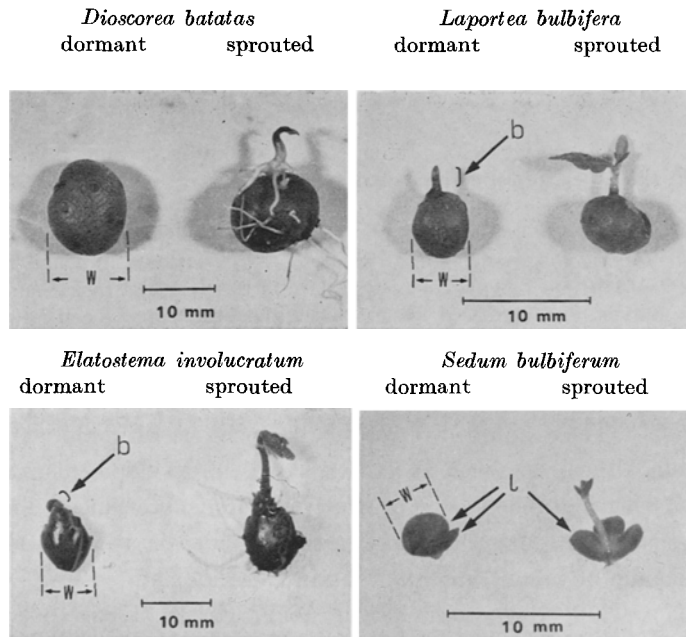 Dioscorea batatas
dormant sprouted
W
10 mm
Laportea bulbifera
dormant sprouted
b
W
10 mm
Elatostema involucratum
dormant sprouted
b
W
10 mm
Sedum bulbiferum
dormant sprouted
W
l
10 mm